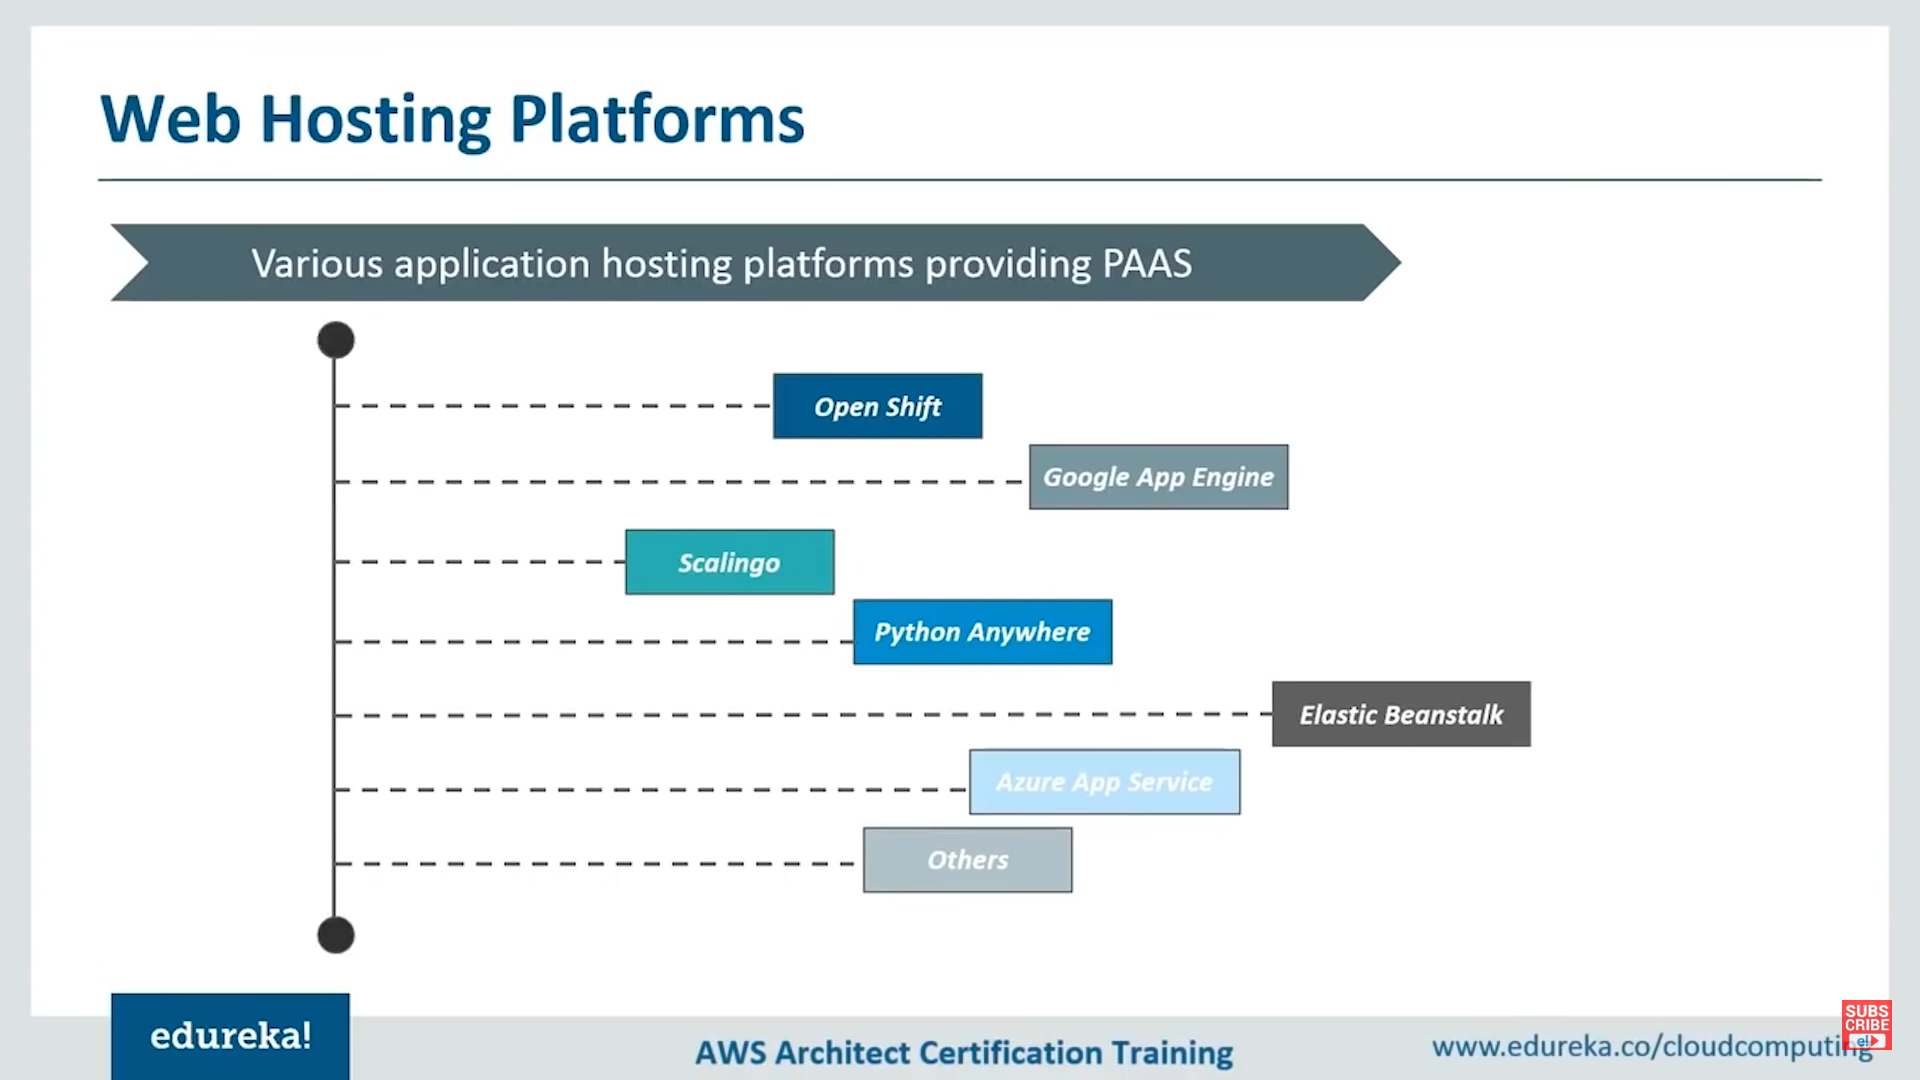 Web Hosting Platforms
Various application hosting platforms providing PAAS
Open Shift
Google App Engine
Scalingo
Python Anywhere
Elastic Beanstalk
Azure App Service
Others
edureka!
AWS Architect Certification Training
www.edureka.co/cloudcomputing
SUBS
CRIBE
e!